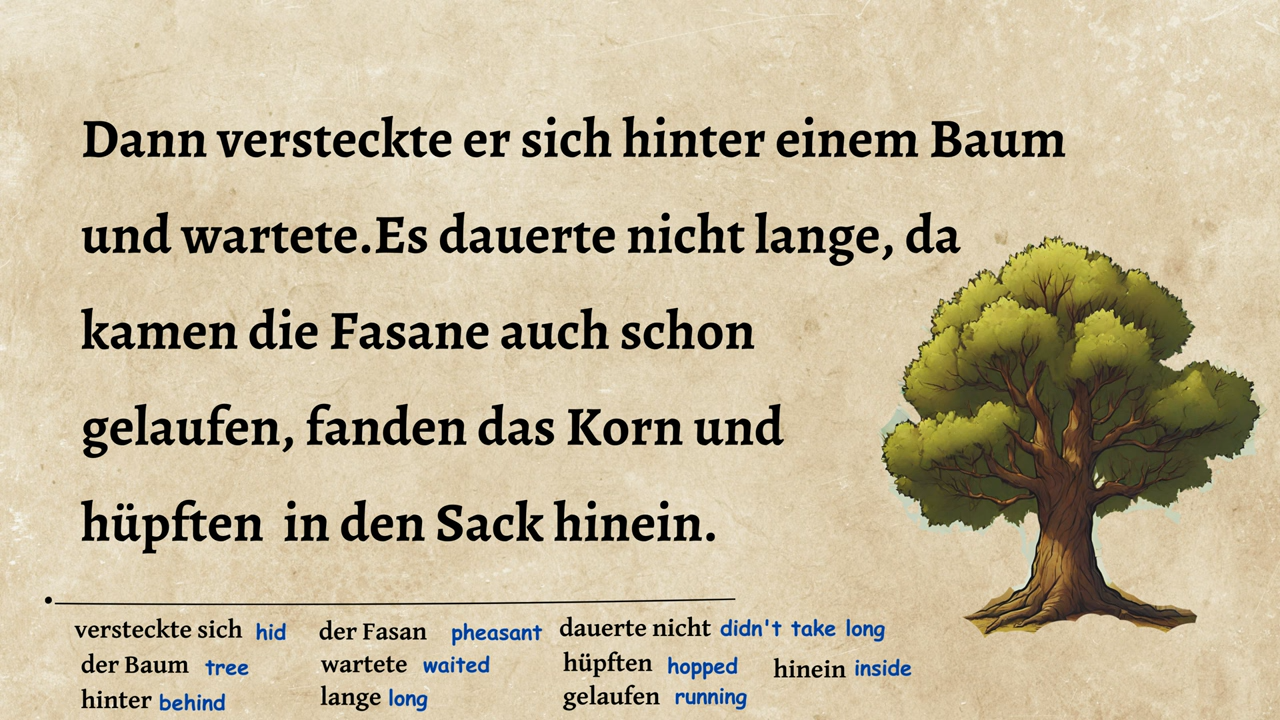 Dann versteckte er sich hinter einem Baum
und wartete.Es dauerte nicht lange, da
kamen die Fasane auch schon
gelaufen, fanden das Korn und
hüpften in den Sack hinein.
versteckte sich hid
der Baum tree
hinter behind
der Fasan pheasant
wartete waited
lange long
dauerte nicht didn't take long
hüpften hopped
gelaufen running
hinein inside